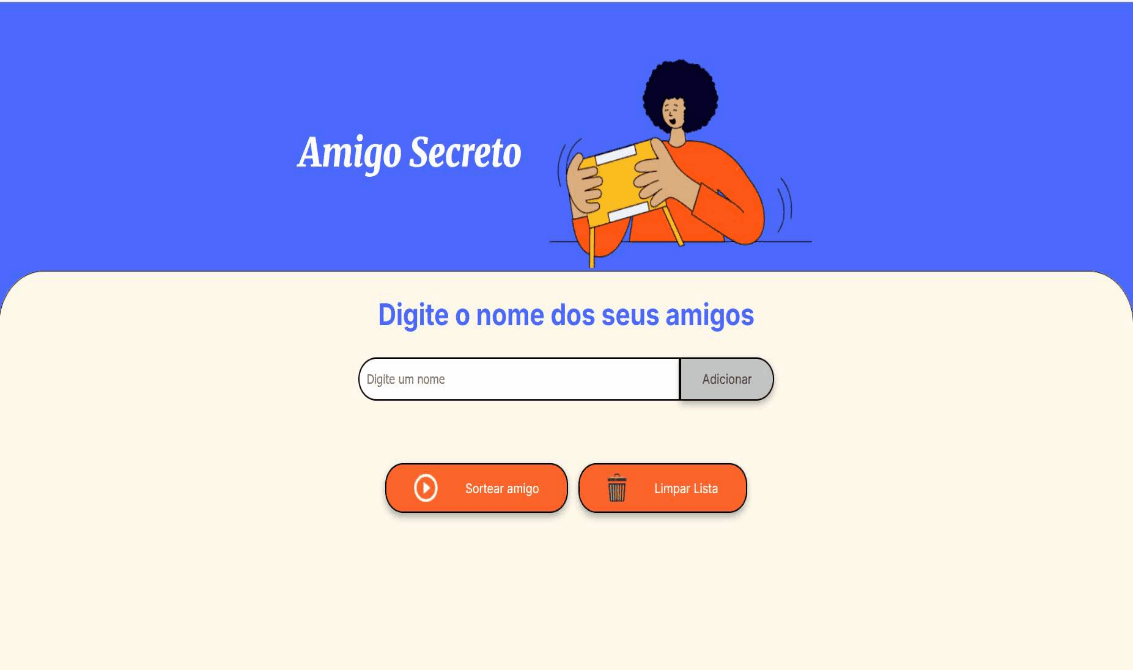 Amigo Secreto
Digite o nome dos seus amigos
Digite um nome
Adicionar
Sortear amigo
Limpar Lista